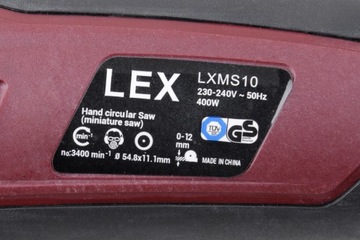 LEX
LXMS10
230-240V ~ 50Hz
400W
Hand circular Saw
(miniature saw)
min⁻¹
0-12
mm
TÜV
GS
no:3400 min⁻¹ Ø 54.8x11.1mm
MADE IN CHINA